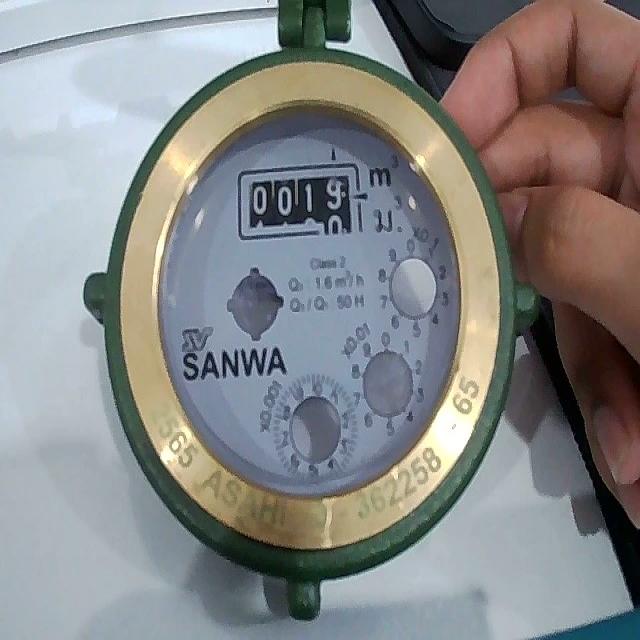 0019
m³
ม.³
Class 2
Q₃ : 1.6 m³/h
Q₃/Q₁ : 50 H
X0.1
X0.01
X0.001
SANWA
2565 ASAHI - 362258 - 65